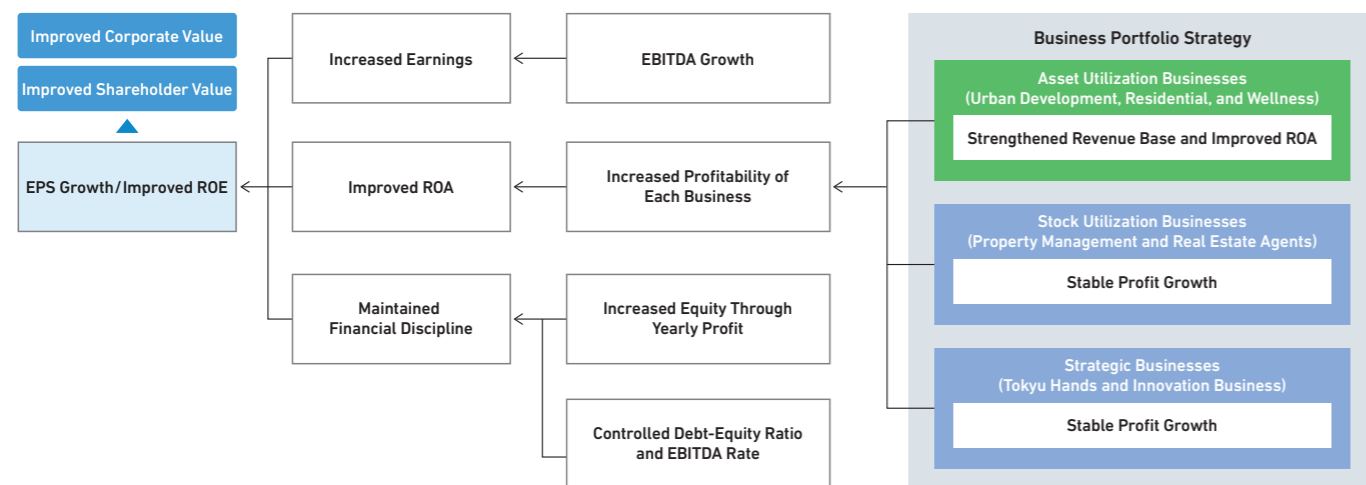 Improved Corporate Value
Improved Shareholder Value
EPS Growth/Improved ROE
Increased Earnings
Improved ROA
Maintained
Financial Discipline
EBITDA Growth
Increased Profitability of
Each Business
Increased Equity Through
Yearly Profit
Controlled Debt-Equity Ratio
and EBITDA Rate
Business Portfolio Strategy
Asset Utilization Businesses
(Urban Development, Residential, and Wellness)
Strengthened Revenue Base and Improved ROA
Stock Utilization Businesses
(Property Management and Real Estate Agents)
Stable Profit Growth
Strategic Businesses
(Tokyu Hands and Innovation Business)
Stable Profit Growth